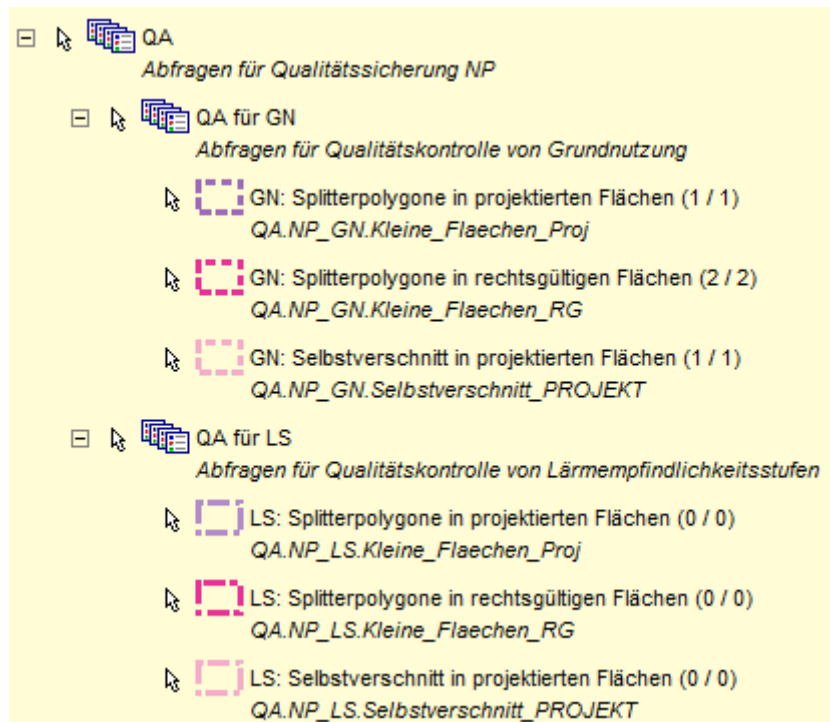 QA
Abfragen für Qualitätssicherung NP
QA für GN
Abfragen für Qualitätskontrolle von Grundnutzung
GN: Splitterpolygone in projektierten Flächen (1 / 1)
QA.NP_GN.Kleine_Flaechen_Proj
GN: Splitterpolygone in rechtsgültigen Flächen (2 / 2)
QA.NP_GN.Kleine_Flaechen_RG
GN: Selbstverschnitt in projektierten Flächen (1 / 1)
QA.NP_GN.Selbstverschnitt_PROJEKT
QA für LS
Abfragen für Qualitätskontrolle von Lärmempfindlichkeitsstufen
LS: Splitterpolygone in projektierten Flächen (0 / 0)
QA.NP_LS.Kleine_Flaechen_Proj
LS: Splitterpolygone in rechtsgültigen Flächen (0 / 0)
QA.NP_LS.Kleine_Flaechen_RG
LS: Selbstverschnitt in projektierten Flächen (0 / 0)
QA.NP_LS.Selbstverschnitt_PROJEKT